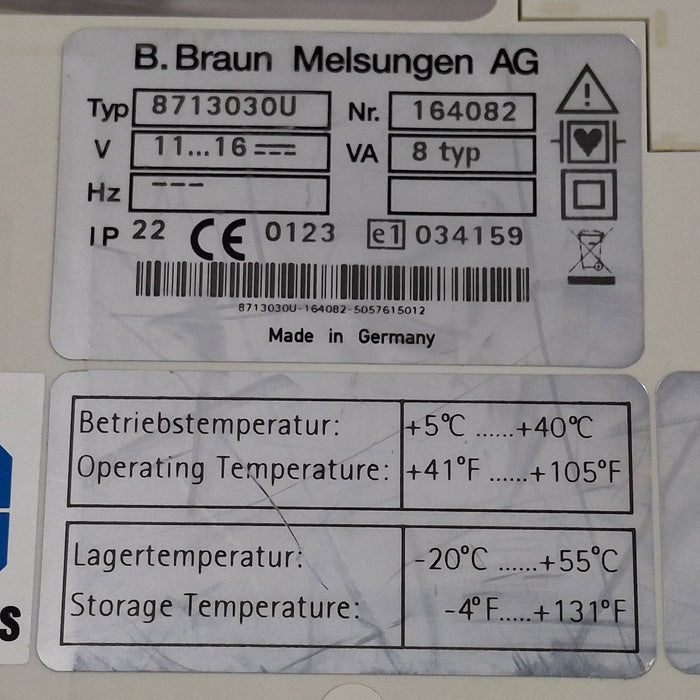 B. Braun Melsungen AG
Typ 8713030U Nr. 164082
V 11...16 VA 8 typ
Hz ---
IP 22 CE 0123 e1 034159
8713030U-164082-5057615012
Made in Germany
Betriebstemperatur: +5°C ......+40°C
Operating Temperature: +41°F ......+105°F
Lagertemperatur: -20°C ......+55°C
Storage Temperature: -4°F.....+131°F
s